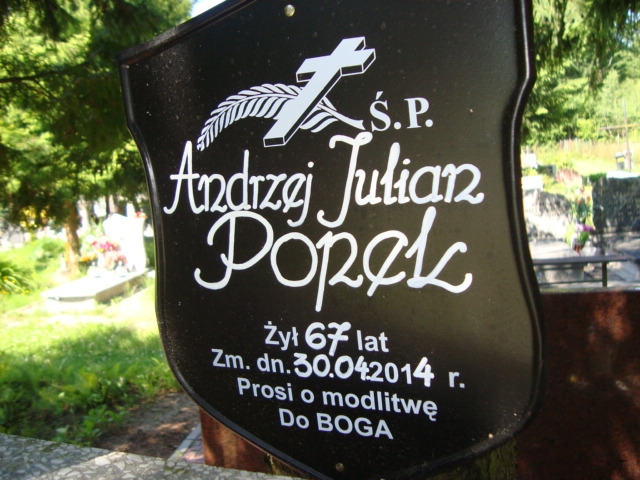 Ś.P.
Andrzej Julian
Popek
Żył 67 lat
Zm. dn. 30.04.2014 r.
Prosi o modlitwę
Do BOGA